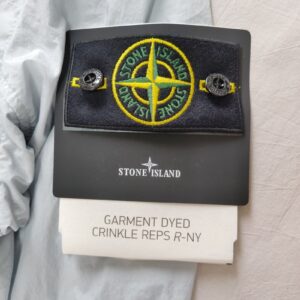 STONE ISLAND
STONE ISLAND
STONE ISLAND
GARMENT DYED
CRINKLE REPS R-NY